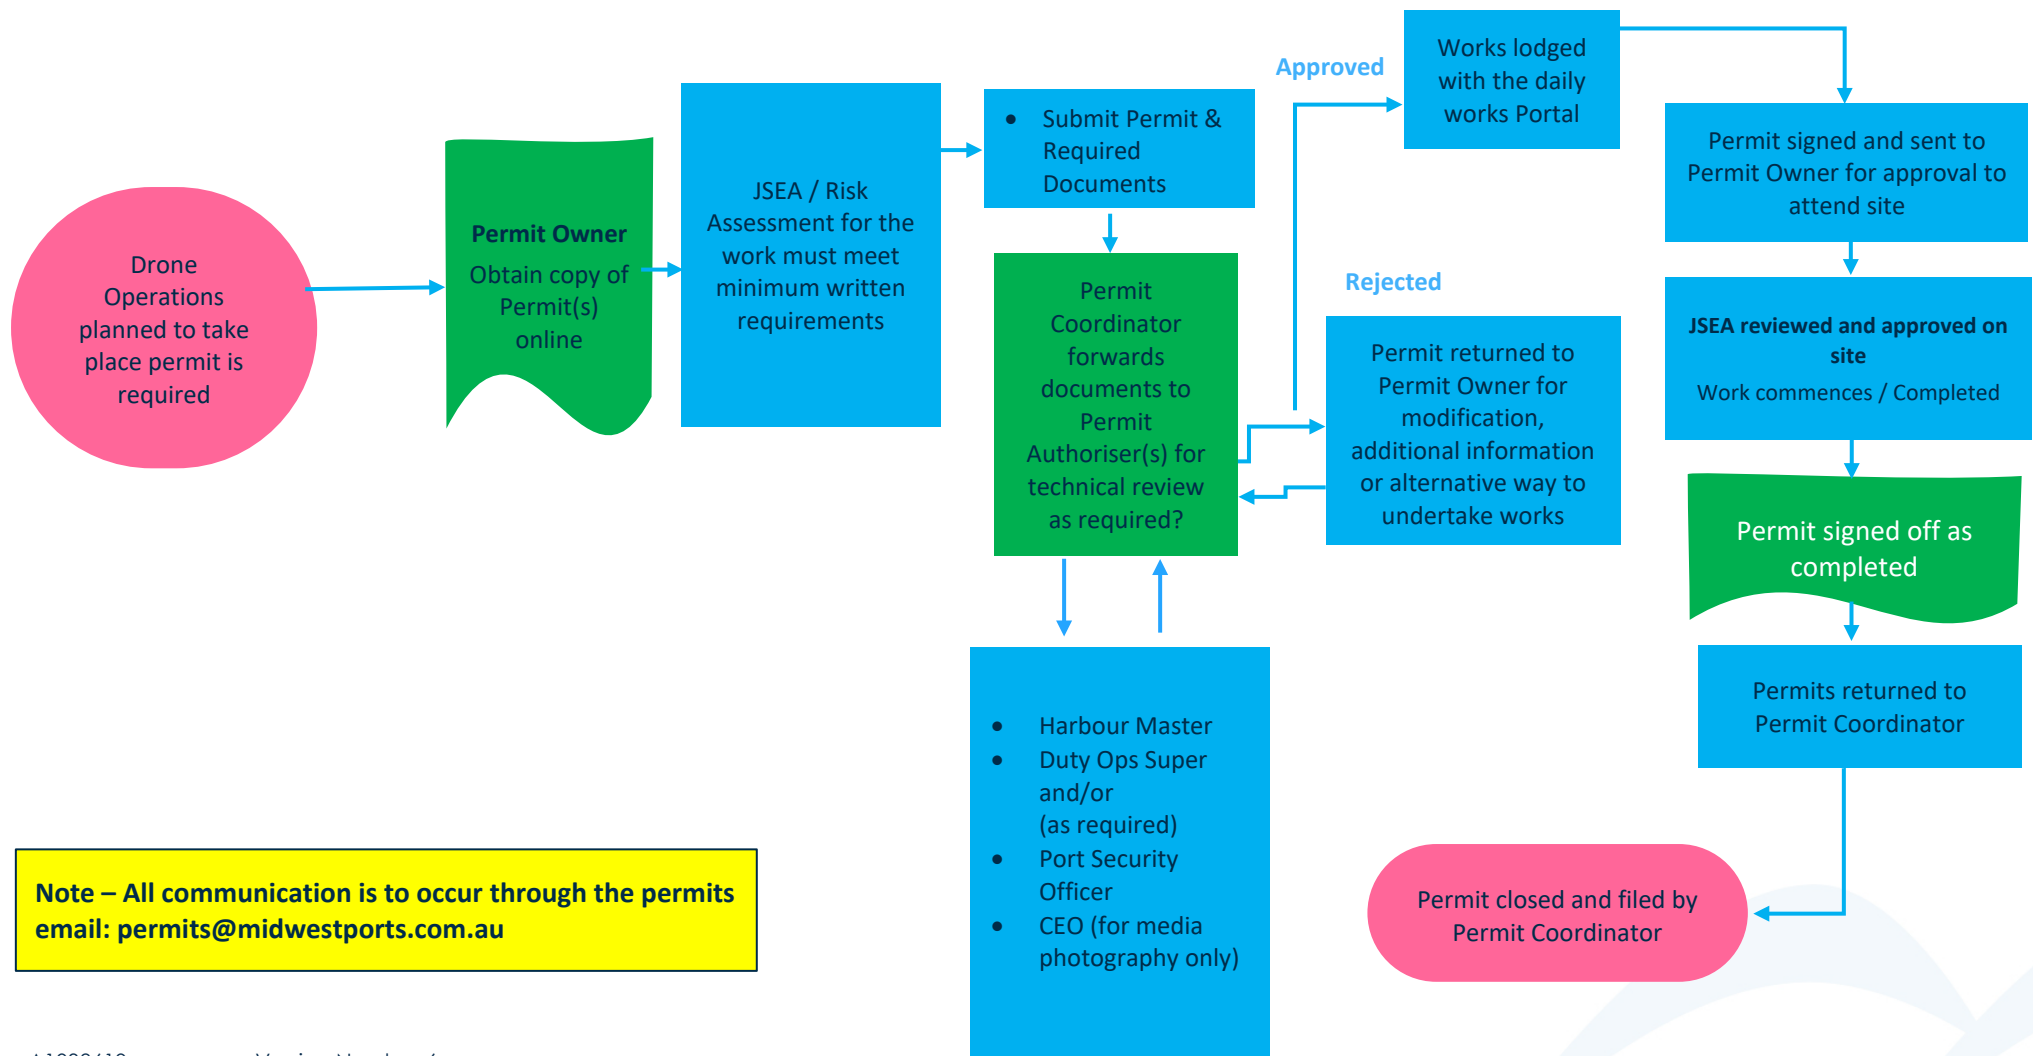 Drone
Operations
planned to take
place permit is
required
Permit Owner
Obtain copy of
Permit(s)
online
JSEA / Risk
Assessment for the
work must meet
minimum written
requirements
• Submit Permit &
Required
Documents
Permit
Coordinator
forwards
documents to
Permit
Authoriser(s) for
technical review
as required?
• Harbour Master
• Duty Ops Super
and/or
(as required)
• Port Security
Officer
• CEO (for media
photography only)
Approved
Works lodged
with the daily
works Portal
Rejected
Permit returned to
Permit Owner for
modification,
additional information
or alternative way to
undertake works
Permit signed and sent to
Permit Owner for approval to
attend site
JSEA reviewed and approved on
site
Work commences / Completed
Permit signed off as
completed
Permits returned to
Permit Coordinator
Permit closed and filed by
Permit Coordinator
Note – All communication is to occur through the permits
email: permits@midwestports.com.au